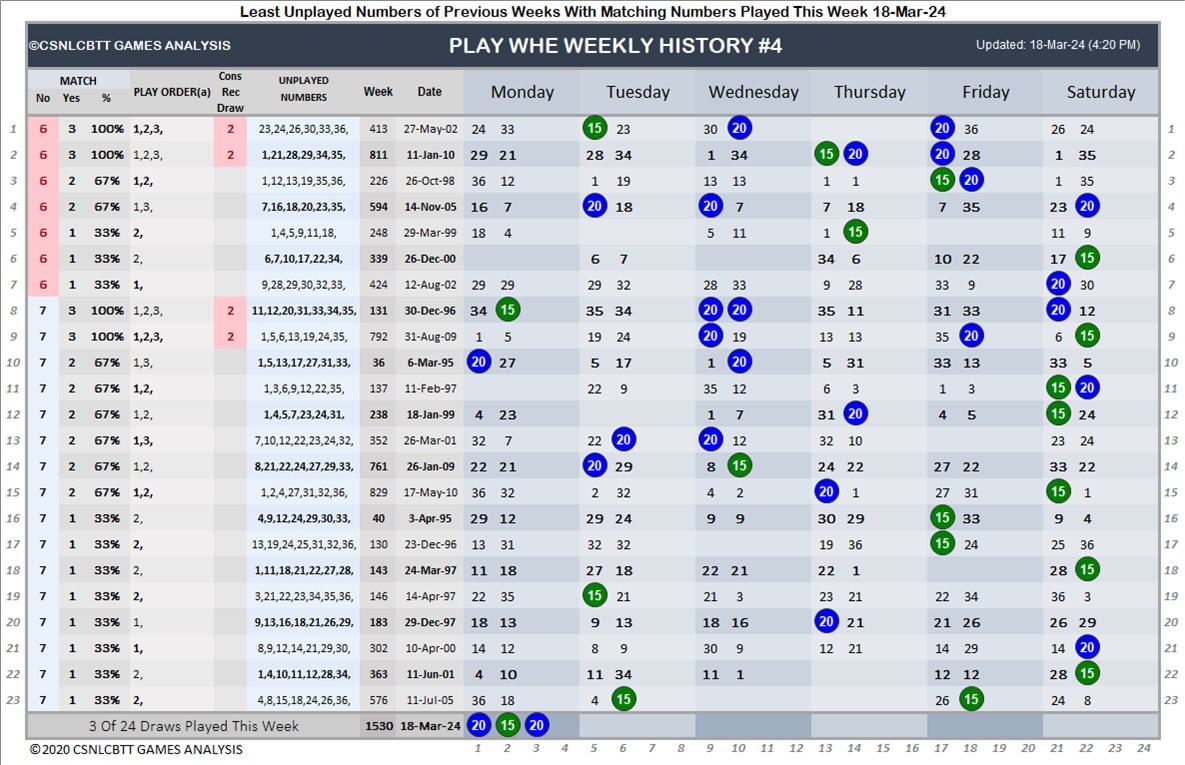 Least Unplayed Numbers of Previous Weeks With Matching Numbers Played This Week 18-Mar-24
©CSNLCBTT GAMES ANALYSIS PLAY WHE WEEKLY HISTORY #4 Updated: 18-Mar-24 (4:20 PM)
MATCH PLAY ORDER(a) Cons Rec Draw UNPLAYED NUMBERS Week Date Monday Tuesday Wednesday Thursday Friday Saturday
No Yes %
1 6 3 100% 1,2,3, 2 23,24,26,30,33,36, 413 27-May-02 24 33 15 23 30 20 20 36 26 24 1
2 6 3 100% 1,2,3, 2 1,21,28,29,34,35, 811 11-Jan-10 29 21 28 34 1 34 15 20 20 28 1 35 2
3 6 2 67% 1,2, 1,12,13,19,35,36, 226 26-Oct-98 36 12 1 19 13 13 1 1 15 20 1 35 3
4 6 2 67% 1,3, 7,16,18,20,23,35, 594 14-Nov-05 16 7 20 18 20 7 7 18 7 35 23 20 4
5 6 1 33% 2, 1,4,5,9,11,18, 248 29-Mar-99 18 4 5 11 1 15 11 9 5
6 6 1 33% 2, 6,7,10,17,22,34, 339 26-Dec-00 6 7 34 6 10 22 17 15 6
7 6 1 33% 1, 9,28,29,30,32,33, 424 12-Aug-02 29 29 29 32 28 33 9 28 33 9 20 30 7
8 7 3 100% 1,2,3, 2 11,12,20,31,33,34,35, 131 30-Dec-96 34 15 35 34 20 20 35 11 31 33 20 12 8
9 7 3 100% 1,2,3, 2 1,5,6,13,19,24,35, 792 31-Aug-09 1 5 19 24 20 19 13 13 35 20 6 15 9
10 7 2 67% 1,3, 1,5,13,17,27,31,33, 36 6-Mar-95 20 27 5 17 1 20 5 31 33 13 33 5 10
11 7 2 67% 1,2, 1,3,6,9,12,22,35, 137 11-Feb-97 22 9 35 12 6 3 1 3 15 20 11
12 7 2 67% 1,2, 1,4,5,7,23,24,31, 238 18-Jan-99 4 23 1 7 31 20 4 5 15 24 12
13 7 2 67% 1,3, 7,10,12,22,23,24,32, 352 26-Mar-01 32 7 22 20 20 12 32 10 23 24 13
14 7 2 67% 1,2, 8,21,22,24,27,29,33, 761 26-Jan-09 22 21 20 29 8 15 24 22 27 22 33 22 14
15 7 2 67% 1,2, 1,2,4,27,31,32,36, 829 17-May-10 36 32 2 32 4 2 20 1 27 31 15 1 15
16 7 1 33% 2, 4,9,12,24,29,30,33, 40 3-Apr-95 29 12 29 24 9 9 30 29 15 33 9 4 16
17 7 1 33% 2, 13,19,24,25,31,32,36, 130 23-Dec-96 13 31 32 32 19 36 15 24 25 36 17
18 7 1 33% 2, 1,11,18,21,22,27,28, 143 24-Mar-97 11 18 27 18 22 21 22 1 28 15 18
19 7 1 33% 2, 3,21,22,23,34,35,36, 146 14-Apr-97 22 35 15 21 21 3 23 21 22 34 36 3 19
20 7 1 33% 1, 9,13,16,18,21,26,29, 183 29-Dec-97 18 13 9 13 18 16 20 21 21 26 26 29 20
21 7 1 33% 1, 8,9,12,14,21,29,30, 302 10-Apr-00 14 12 8 9 30 9 12 21 14 29 14 20 21
22 7 1 33% 2, 1,4,10,11,12,28,34, 363 11-Jun-01 4 10 11 34 11 1 12 12 28 15 22
23 7 1 33% 2, 4,8,15,18,24,26,36, 576 11-Jul-05 36 18 4 15 26 15 24 8 23
3 Of 24 Draws Played This Week 1530 18-Mar-24 20 15 20
©2020 CSNLCBTT GAMES ANALYSIS 1 2 3 4 5 6 7 8 9 10 11 12 13 14 15 16 17 18 19 20 21 22 23 24